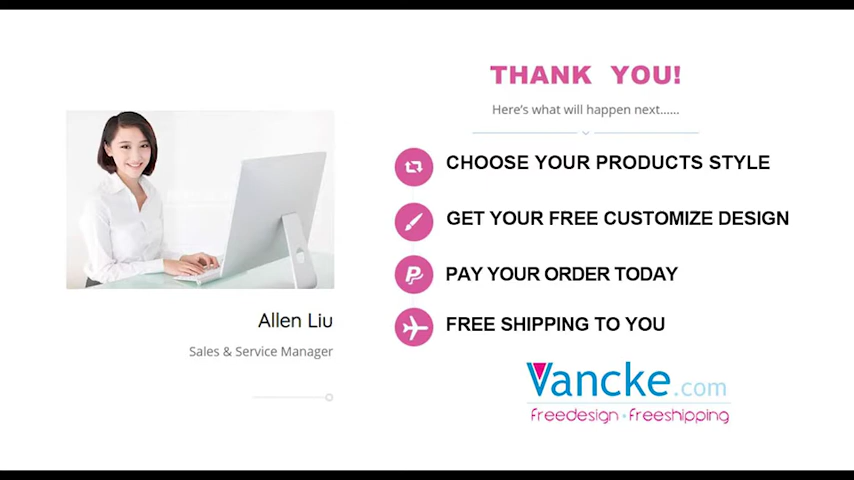 THANK YOU!
Here's what will happen next......
CHOOSE YOUR PRODUCTS STYLE
GET YOUR FREE CUSTOMIZE DESIGN
PAY YOUR ORDER TODAY
FREE SHIPPING TO YOU
Allen Liu
Sales & Service Manager
Vancke.com
freedesign · freeshipping